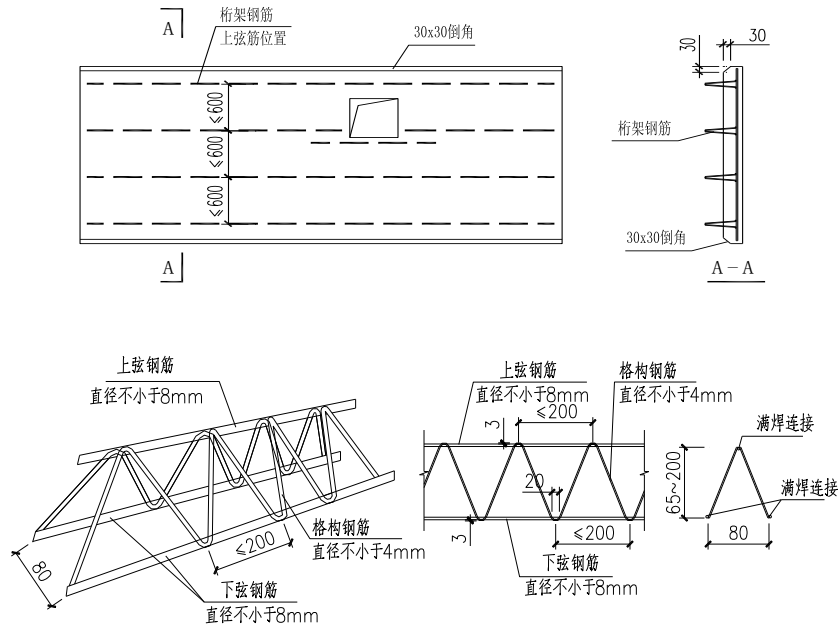 A
桁架钢筋
上弦筋位置
30x30倒角
≤600
≤600
≤600
A
30
30
桁架钢筋
30x30倒角
A-A
上弦钢筋
直径不小于8mm
80
≤200
格构钢筋
直径不小于4mm
下弦钢筋
直径不小于8mm
上弦钢筋
直径不小于8mm
格构钢筋
直径不小于4mm
≤200
3
20
3
≤200
下弦钢筋
直径不小于8mm
65~200
满焊连接
满焊连接
80